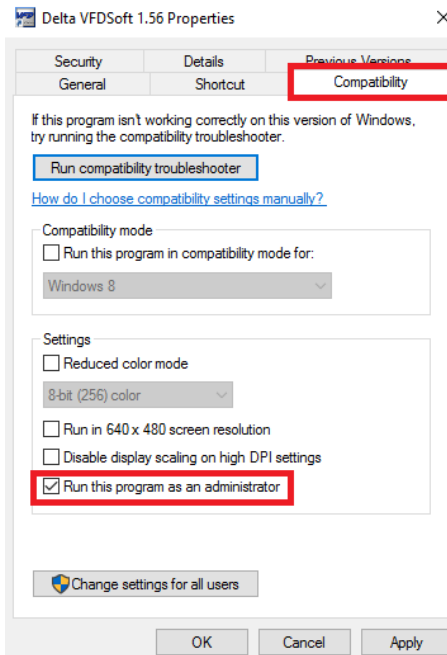 Delta VFDSoft 1.56 Properties
Security Details Previous Versions
General Shortcut Compatibility
If this program isn't working correctly on this version of Windows,
try running the compatibility troubleshooter.
Run compatibility troubleshooter
How do I choose compatibility settings manually?
Compatibility mode
Run this program in compatibility mode for:
Windows 8
Settings
Reduced color mode
8-bit (256) color
Run in 640 x 480 screen resolution
Disable display scaling on high DPI settings
Run this program as an administrator
Change settings for all users
OK Cancel Apply